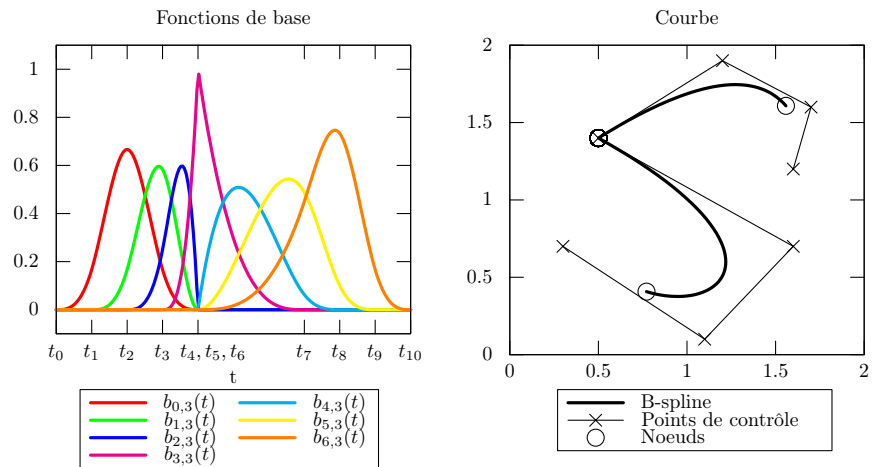 Fonctions de base
1
0.8
0.6
0.4
0.2
0
t₀ t₁ t₂ t₃ t₄, t₅, t₆ t₇ t₈ t₉ t₁₀
t
b₀,₃(t)
b₁,₃(t)
b₂,₃(t)
b₃,₃(t)
b₄,₃(t)
b₅,₃(t)
b₆,₃(t)
Courbe
2
1.5
1
0.5
0
0 0.5 1 1.5 2
B-spline
Points de contrôle
Noeuds